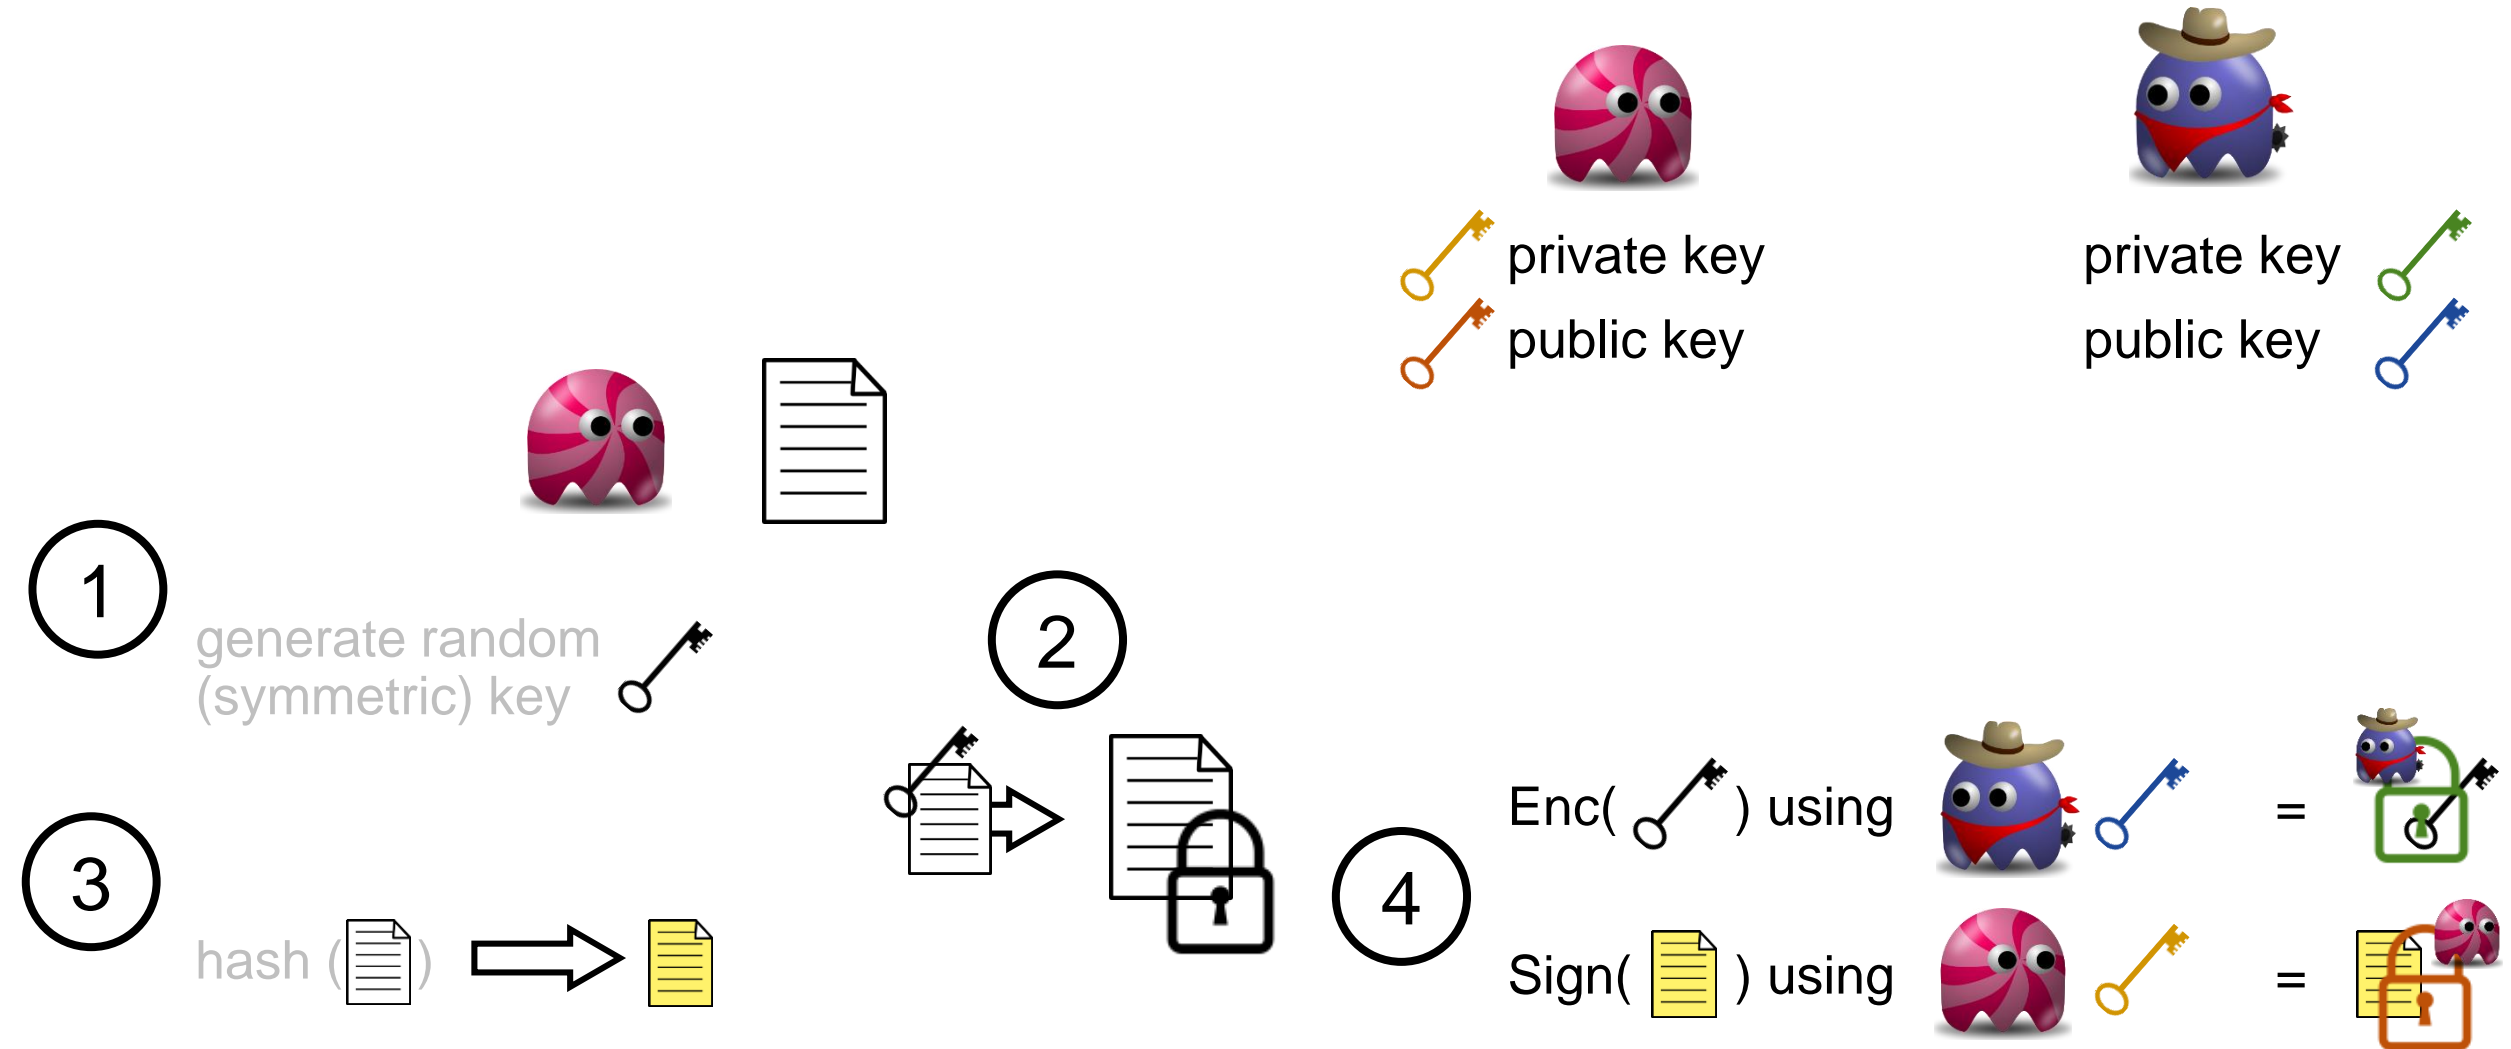 private key
private key
public key
public key
1
generate random
(symmetric) key
2
3
hash ( )
4
Enc( ) using =
Sign( ) using =